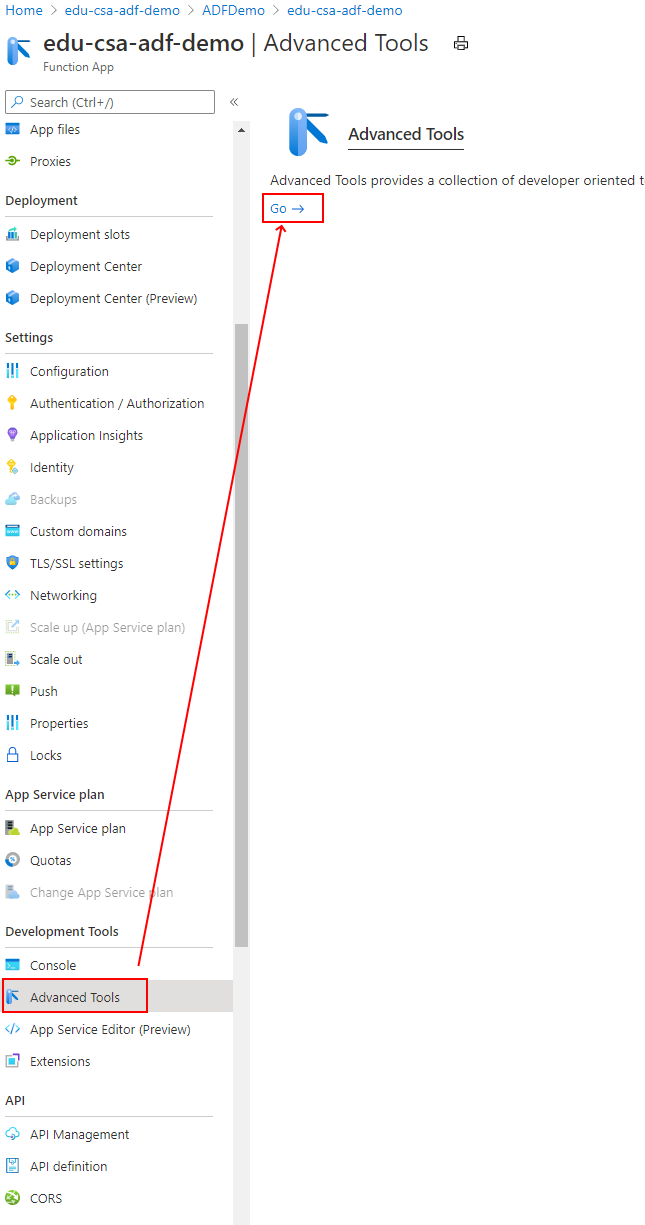 Home > edu-csa-adf-demo > ADFDemo > edu-csa-adf-demo
edu-csa-adf-demo | Advanced Tools
Function App
Search (Ctrl+/)
«
App files
Proxies
Deployment
Deployment slots
Deployment Center
Deployment Center (Preview)
Settings
Configuration
Authentication / Authorization
Application Insights
Identity
Backups
Custom domains
TLS/SSL settings
Networking
Scale up (App Service plan)
Scale out
Push
Properties
Locks
App Service plan
App Service plan
Quotas
Change App Service plan
Development Tools
Console
Advanced Tools
App Service Editor (Preview)
Extensions
API
API Management
API definition
CORS
Advanced Tools
Advanced Tools provides a collection of developer oriented t
Go →